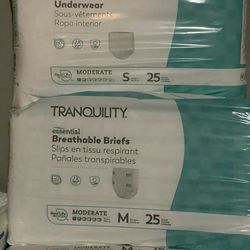 Underwear
Sous-vêtements
Ropa interior
MODERATE
S 25
TRANQUILITY
essential
Breathable Briefs
Slips en tissu respirant
Pañales transpirables
MODERATE
M 25